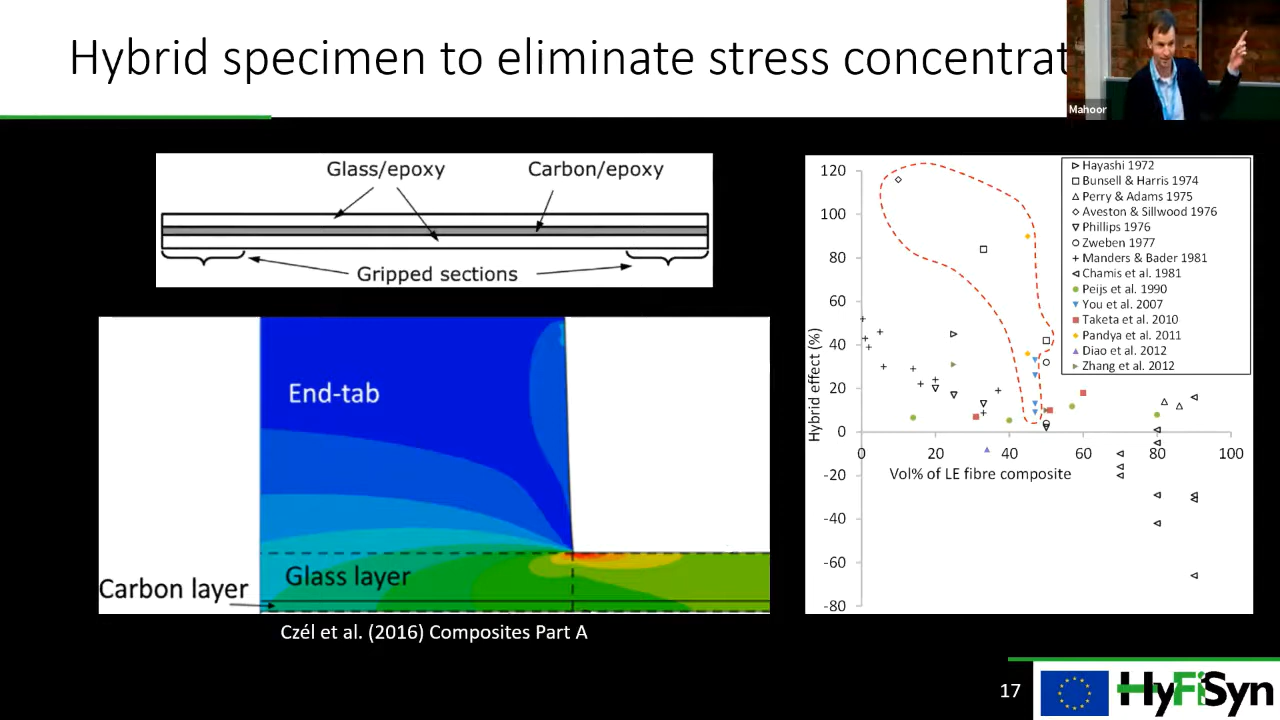 Hybrid specimen to eliminate stress concentrat
Mahoor
Glass/epoxy
Carbon/epoxy
Gripped sections
End-tab
Glass layer
Carbon layer
Czél et al. (2016) Composites Part A
Hybrid effect (%)
120
100
80
60
40
20
0
-20
-40
-60
-80
0
20
40
60
80
100
Vol% of LE fibre composite
Hayashi 1972
Bunsell & Harris 1974
Perry & Adams 1975
Aveston & Sillwood 1976
Phillips 1976
Zweben 1977
Manders & Bader 1981
Chamis et al. 1981
Peijs et al. 1990
You et al. 2007
Taketa et al. 2010
Pandya et al. 2011
Diao et al. 2012
Zhang et al. 2012
17
HyFiSyn